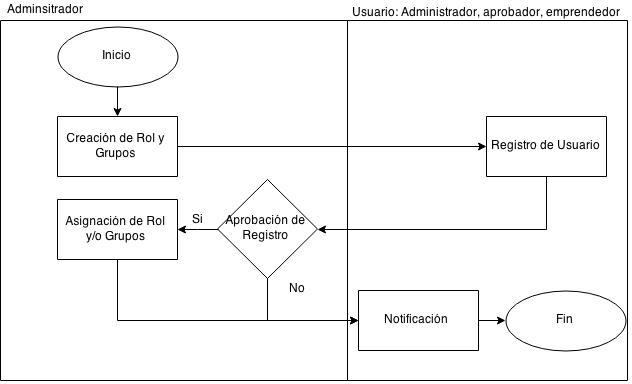 Adminsitrador
Usuario: Administrador, aprobador, emprendedor
Inicio
Creación de Rol y
Grupos
Registro de Usuario
Asignación de Rol
y/o Grupos
Si
Aprobación de
Registro
No
Notificación
Fin